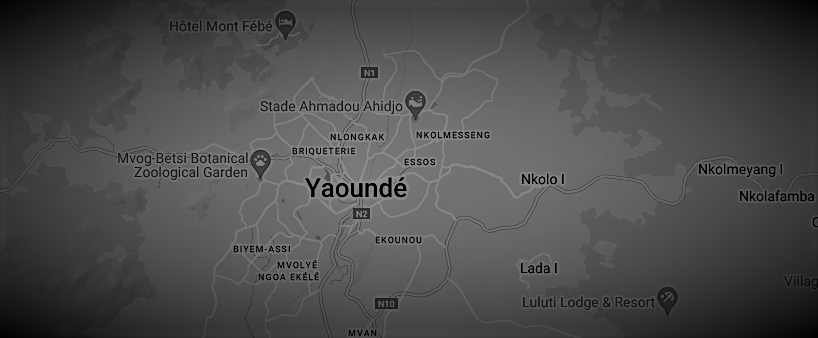 Hôtel Mont Fébé
N1
Stade Ahmadou Ahidjo
NLONGKAK
NKOLMESSENG
BRIQUETERIE
ESSOS
Mvog-Betsi Botanical
Zoological Garden
Nkolmeyang I
Nkolo I
Yaoundé
Nkolafamba
N2
EKOUNOU
BIYEM-ASSI
MVOLYÉ
Lada I
NGOA EKÉLÉ
Villag
N10
Luluti Lodge & Resort
MVAN